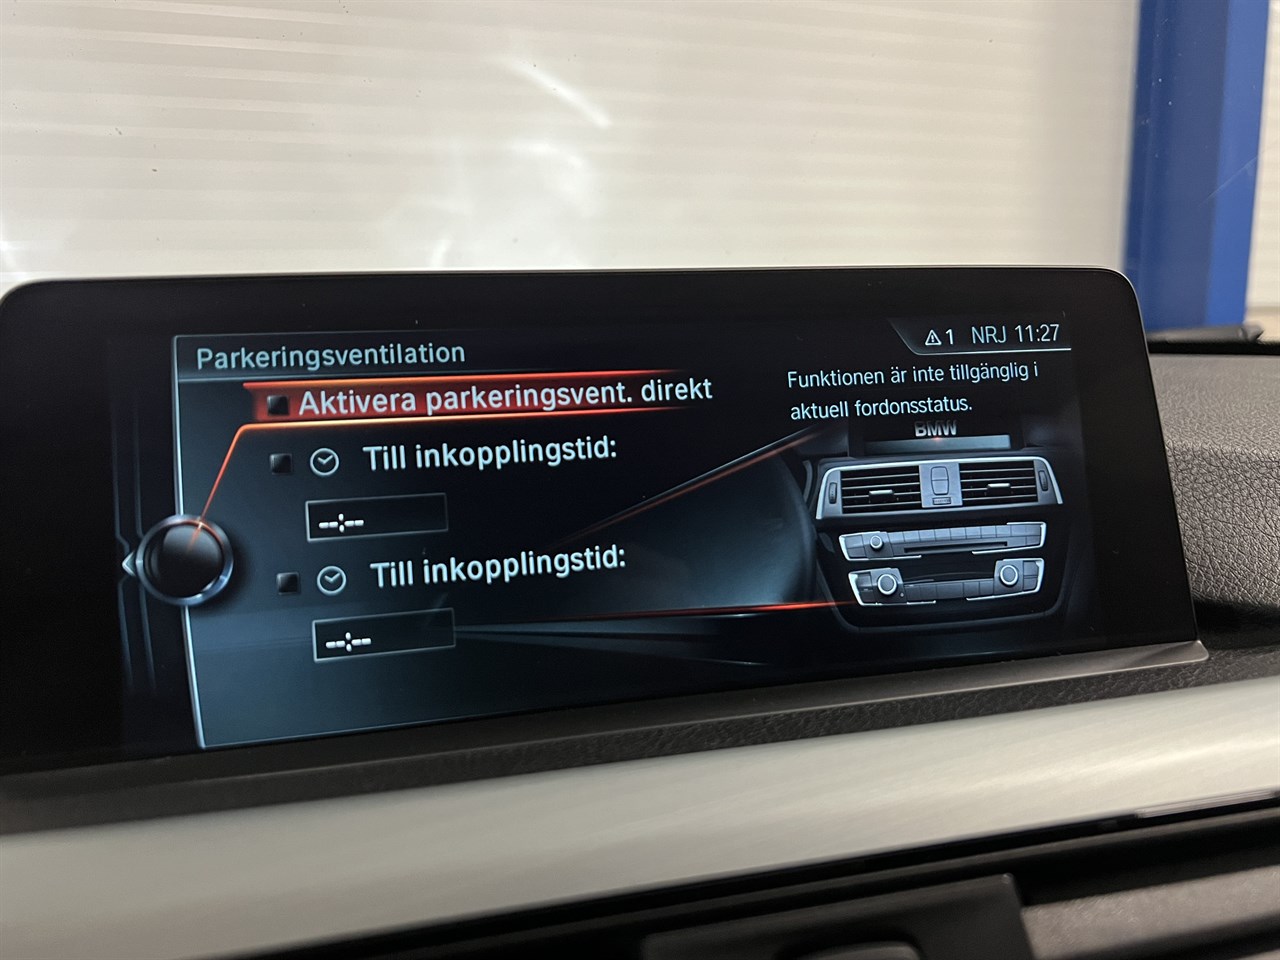 Parkeringsventilation
1 NRJ 11:27
Aktivera parkeringsvent. direkt
Funktionen är inte tillgänglig i
aktuell fordonsstatus.
BMW
Till inkopplingstid:
--:--
Till inkopplingstid:
--:--